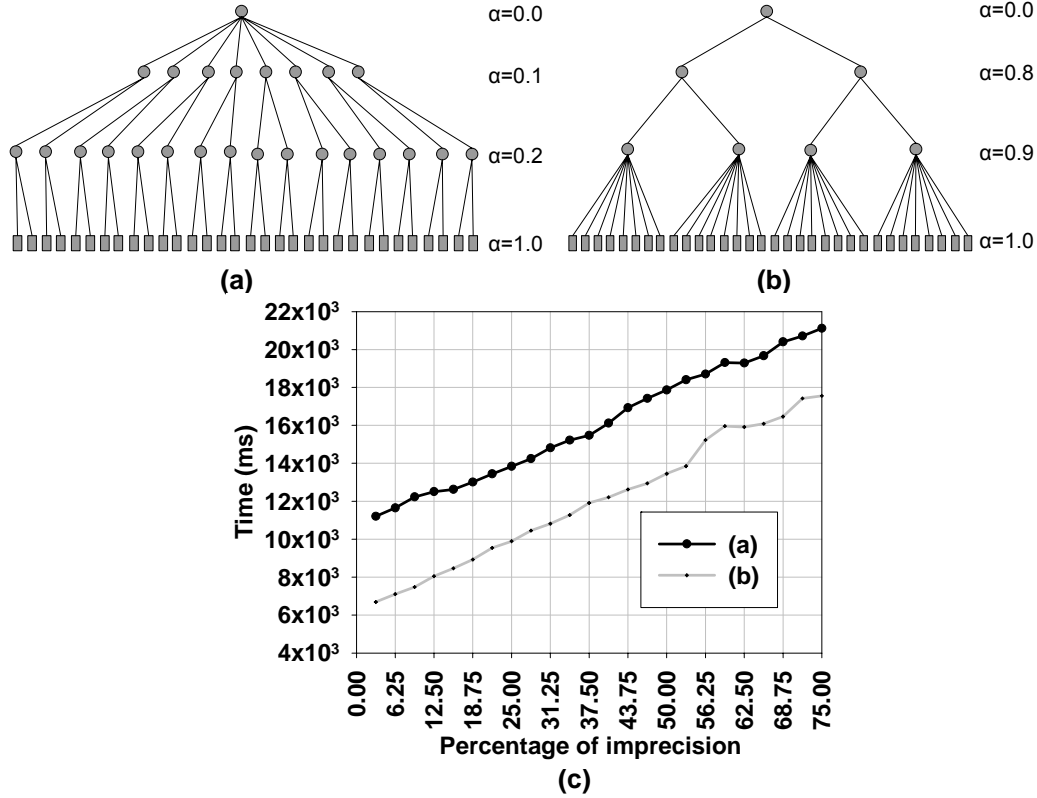 α=0.0
α=0.1
α=0.2
α=1.0
(a)
α=0.0
α=0.8
α=0.9
α=1.0
(b)
22x10³
20x10³
18x10³
16x10³
14x10³
12x10³
10x10³
8x10³
6x10³
4x10³
Time (ms)
(a)
(b)
0.00
6.25
12.50
18.75
25.00
31.25
37.50
43.75
50.00
56.25
62.50
68.75
75.00
Percentage of imprecision
(c)